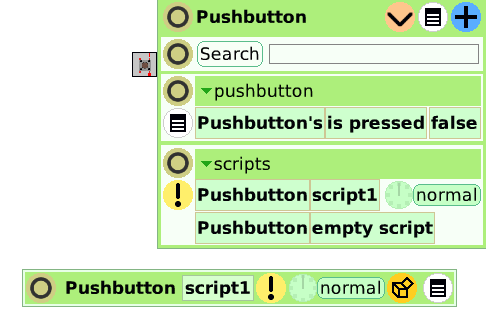 Pushbutton
Search
pushbutton
Pushbutton's is pressed false
scripts
! Pushbutton script1 normal
Pushbutton empty script
Pushbutton script1 ! normal